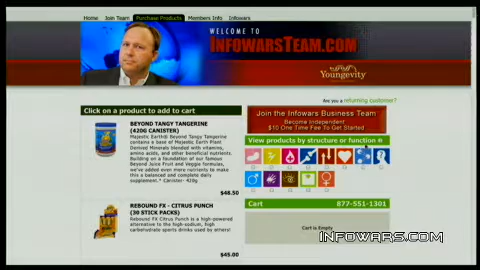 Home Join Team Purchase Products Members Info Infowars
WELCOME TO
INFOWARSTEAM.COM
Youngevity
Are you a returning customer?
Click on a product to add to cart
Join the Infowars Business Team
Become Independent
$10 One Time Fee To Get Started
BEYOND TANGY TANGERINE
(420G CANISTER)
Majestic Earth® Beyond Tangy Tangerine
contains a base of Majestic Earth Plant
Derived Minerals blended with vitamins,
amino acids, and other beneficial nutrients.
Building on a foundation of our famous
Beyond Juice Fruit and Veggie formulas,
we've added even more nutrients to make
this a balanced and complete daily
supplement.* Canister- 420g
$48.50
View products by structure or function
REBOUND FX - CITRUS PUNCH
(30 STICK PACKS)
Rebound FX Citrus Punch is a high-powered
alternative to the high-sodium, high
carbohydrate sports drinks used by others!
$45.00
Cart 877-551-1301
Cart is Empty
INFOWARS.COM